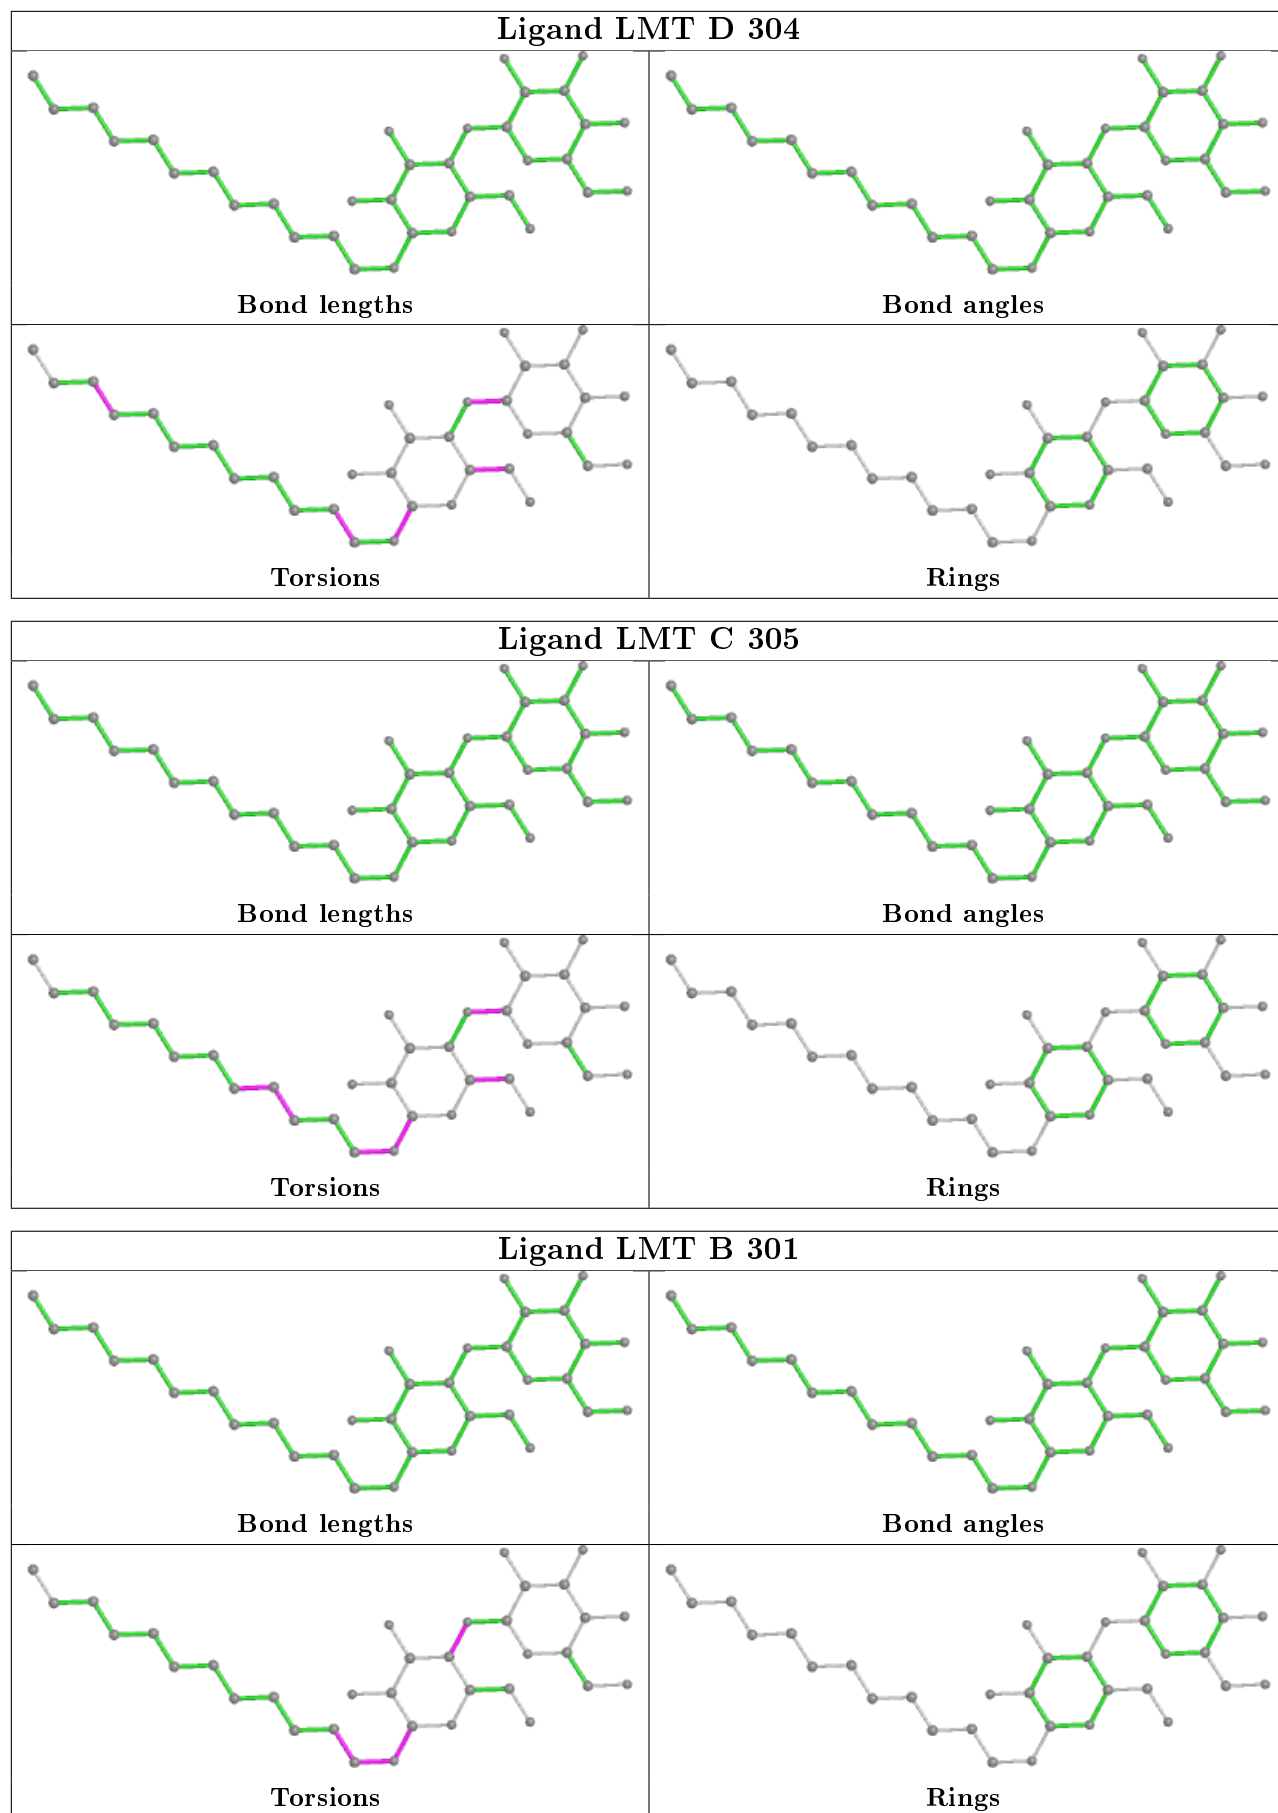 Ligand LMT D 304
Bond lengths
Bond angles
Torsions
Rings
Ligand LMT C 305
Bond lengths
Bond angles
Torsions
Rings
Ligand LMT B 301
Bond lengths
Bond angles
Torsions
Rings